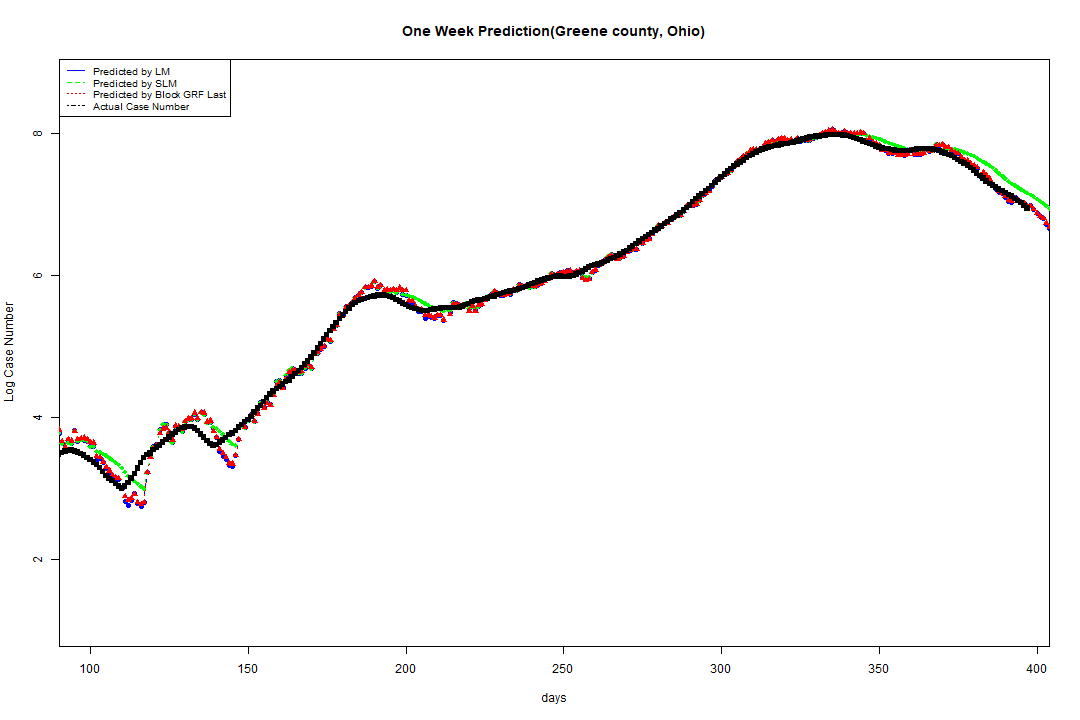 One Week Prediction(Greene county, Ohio)
Predicted by LM
Predicted by SLM
Predicted by Block GRF Last
Actual Case Number
8
6
4
2
Log Case Number
100
150
200
250
300
350
400
days